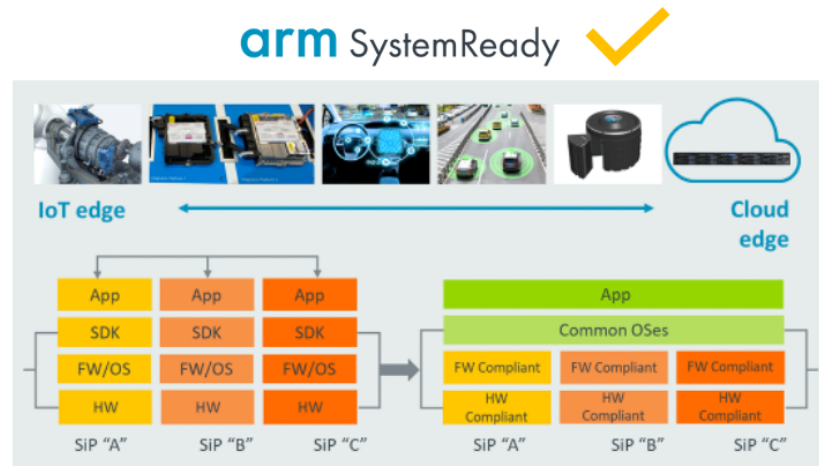 arm SystemReady
IoT edge
Cloud
edge
App App App
SDK SDK SDK
FW/OS FW/OS FW/OS
HW HW HW
SiP “A” SiP “B” SiP “C”
App
Common OSes
FW Compliant FW Compliant FW Compliant
HW HW HW
Compliant Compliant Compliant
SiP “A” SiP “B” SiP “C”